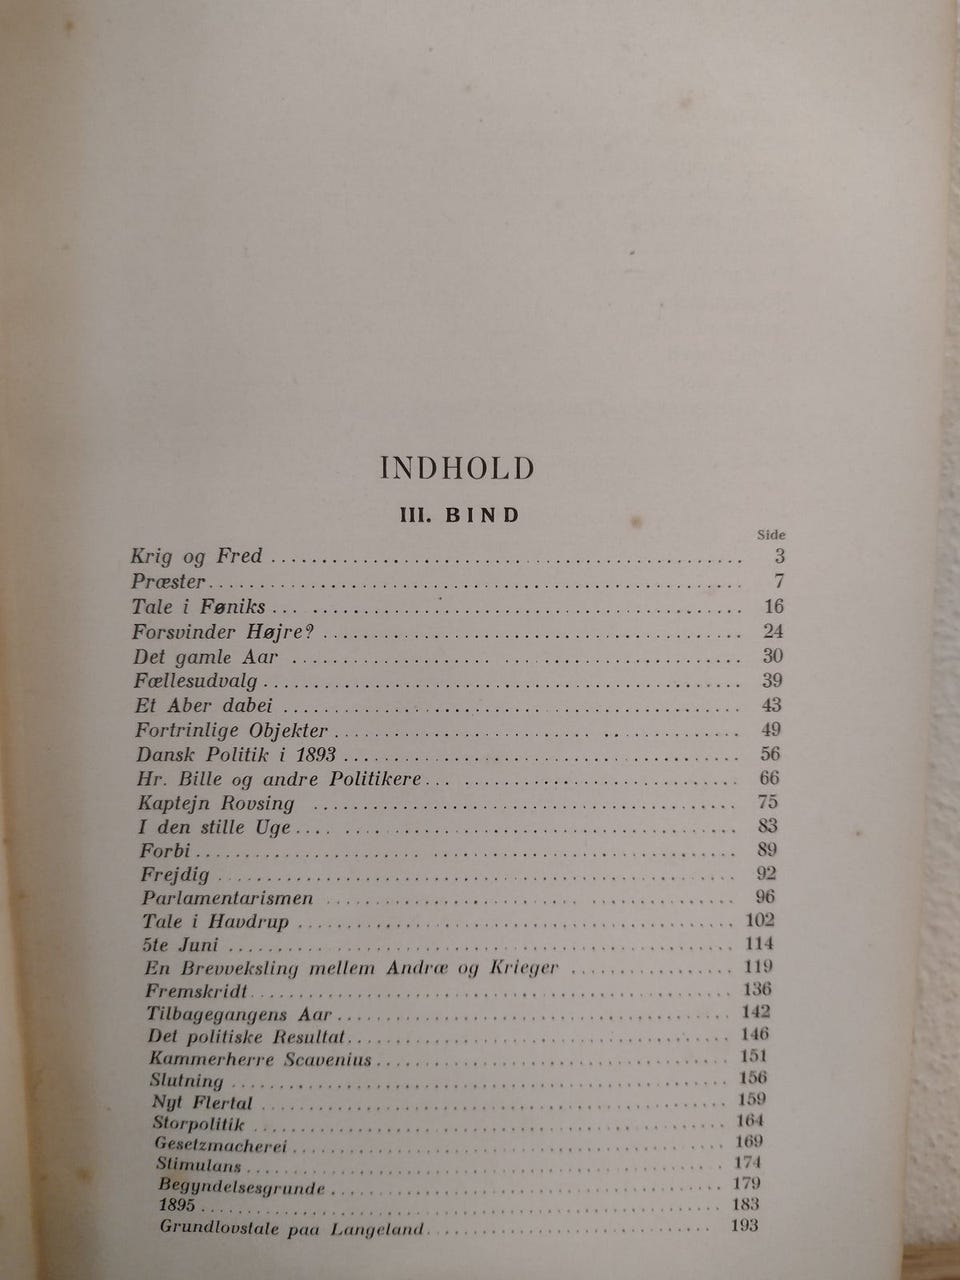 INDHOLD
III. BIND
Side
Krig og Fred ........ 3
Præster ........ 7
Tale i Føniks ........ 16
Forsvinder Højre? ........ 24
Det gamle Aar ........ 30
Fællesudvalg ........ 39
Et Aber dabei ........ 43
Fortrinlige Objekter ........ 49
Dansk Politik i 1893 ........ 56
Hr. Bille og andre Politikere ........ 66
Kaptejn Rovsing ........ 75
I den stille Uge ........ 83
Forbi ........ 89
Frejdig ........ 92
Parlamentarismen ........ 96
Tale i Havdrup ........ 102
5te Juni ........ 114
En Brevveksling mellem Andræ og Krieger ........ 119
Fremskridt ........ 136
Tilbagegangens Aar ........ 142
Det politiske Resultat ........ 146
Kammerherre Scavenius ........ 151
Slutning ........ 156
Nyt Flertal ........ 159
Storpolitik ........ 164
Gesetzmacherei ........ 169
Stimulans ........ 174
Begyndelsesgrunde ........ 179
1895 ........ 183
Grundlovstale paa Langeland ........ 193